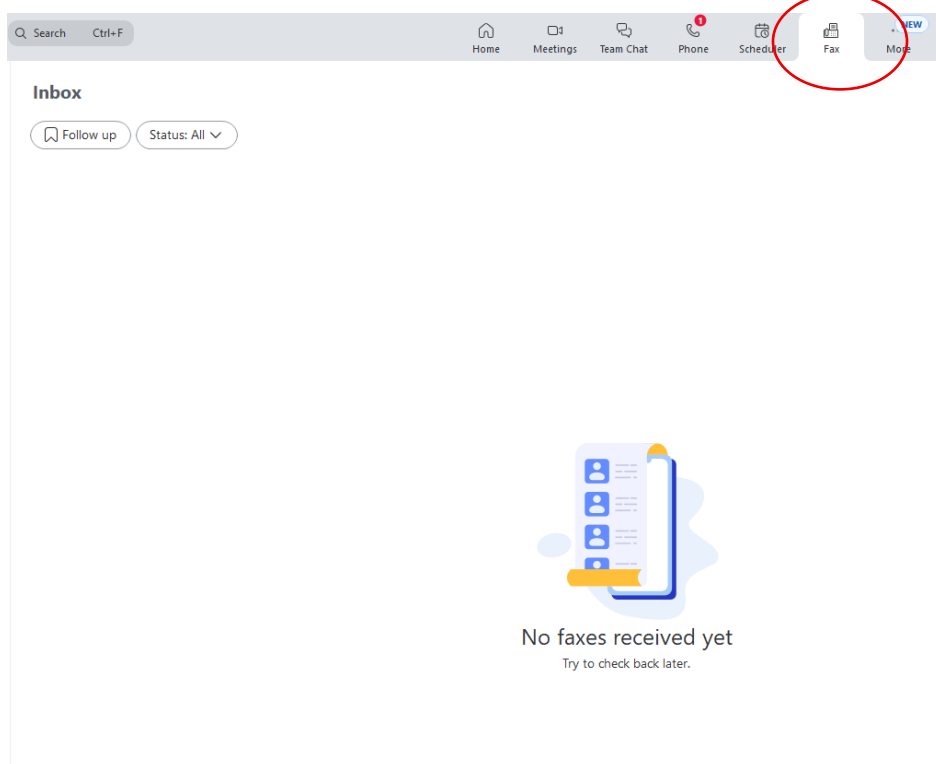 Search Ctrl+F
NEW
Home Meetings Team Chat Phone Scheduler Fax More
1
Inbox
Follow up Status: All
No faxes received yet
Try to check back later.